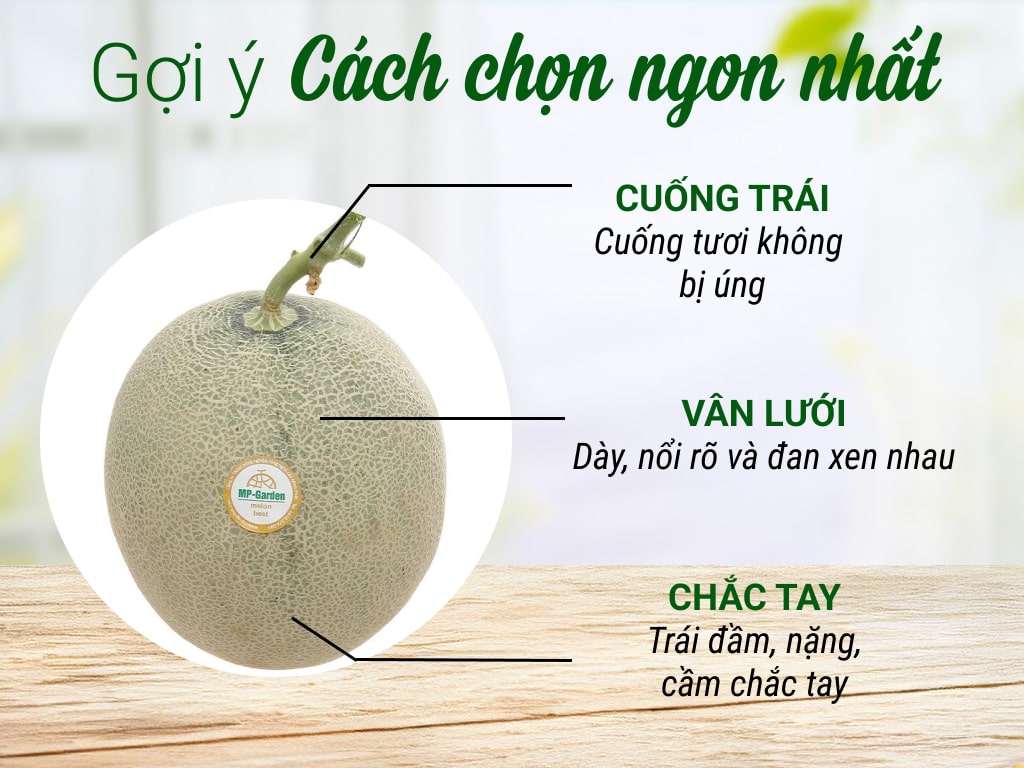 Gợi ý Cách chọn ngon nhất
CUỐNG TRÁI
Cuống tươi không
bị úng
VÂN LƯỚI
Dày, nổi rõ và đan xen nhau
MP-Garden
melon
best
CHẮC TAY
Trái đầm, nặng,
cầm chắc tay